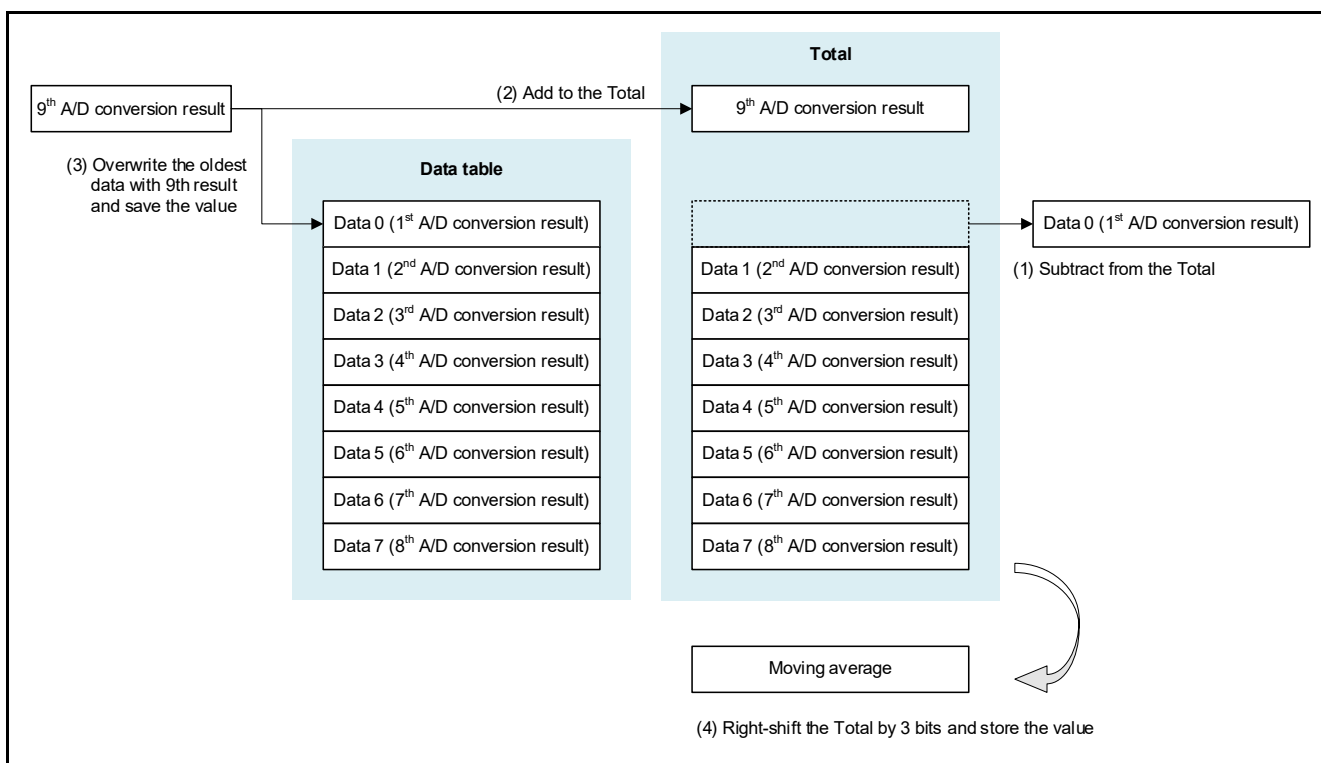 Total
9th A/D conversion result
(2) Add to the Total
9th A/D conversion result
(3) Overwrite the oldest
data with 9th result
and save the value
Data table
Data 0 (1st A/D conversion result)
Data 1 (2nd A/D conversion result)
Data 2 (3rd A/D conversion result)
Data 3 (4th A/D conversion result)
Data 4 (5th A/D conversion result)
Data 5 (6th A/D conversion result)
Data 6 (7th A/D conversion result)
Data 7 (8th A/D conversion result)
Data 1 (2nd A/D conversion result)
Data 2 (3rd A/D conversion result)
Data 3 (4th A/D conversion result)
Data 4 (5th A/D conversion result)
Data 5 (6th A/D conversion result)
Data 6 (7th A/D conversion result)
Data 7 (8th A/D conversion result)
Data 0 (1st A/D conversion result)
(1) Subtract from the Total
Moving average
(4) Right-shift the Total by 3 bits and store the value